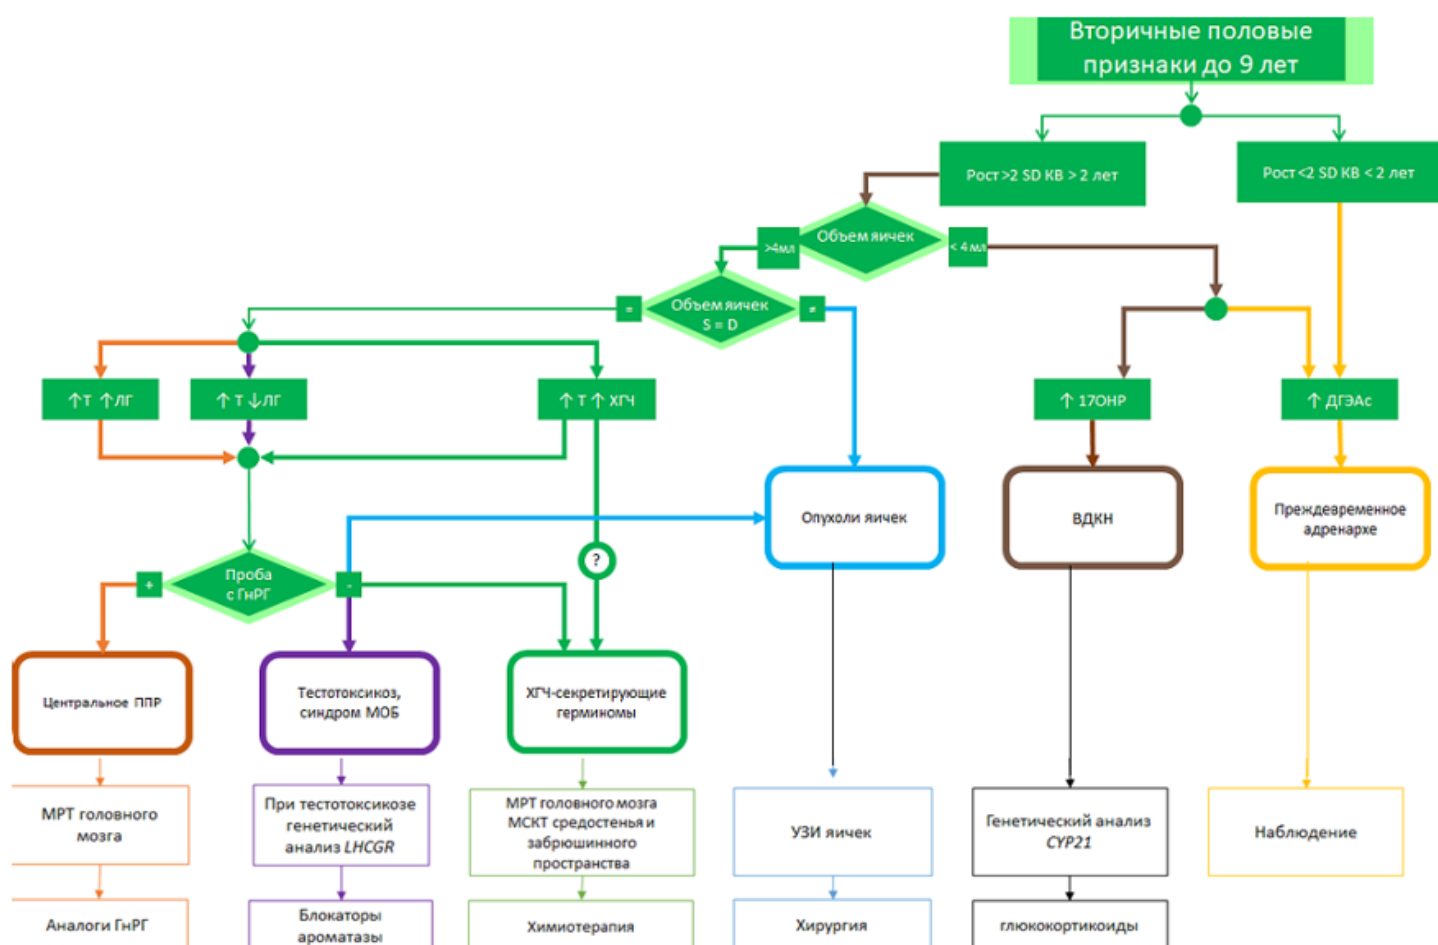 Вторичные половые
признаки до 9 лет
Рост >2 SD КВ > 2 лет
Рост <2 SD КВ < 2 лет
Объем яичек
>4мл
< 4 мл
Объем яичек
S = D
=
≠
↑Т ↑ЛГ
↑ Т ↓ЛГ
↑ Т ↑ ХГЧ
↑ 17ОНР
↑ ДГЭАс
Опухоли яичек
ВДКН
Преждевременное
адренархе
?
Проба
с ГнРГ
+
-
Центральное ППР
Тестотоксикоз,
синдром МОБ
ХГЧ-секретирующие
герминомы
МРТ головного
мозга
При тестотоксикозе
генетический
анализ LHCGR
МРТ головного мозга
МСКТ средостенья и
забрюшинного
пространства
УЗИ яичек
Генетический анализ
CYP21
Наблюдение
Аналоги ГнРГ
Блокаторы
ароматазы
Химиотерапия
Хирургия
глюкокортикоиды